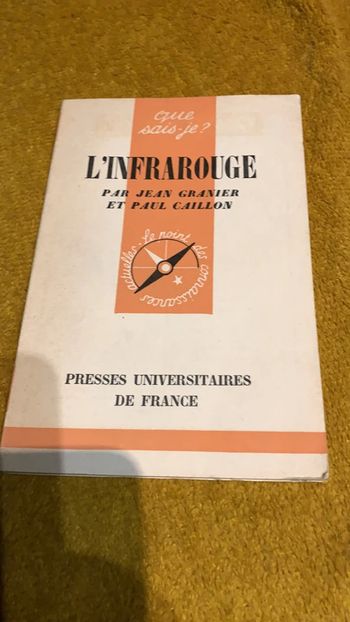 que
sais-je?
L'INFRAROUGE
PAR JEAN GRANIER
ET PAUL CAILLON
Le point des connaissances actuelles
PRESSES UNIVERSITAIRES
DE FRANCE